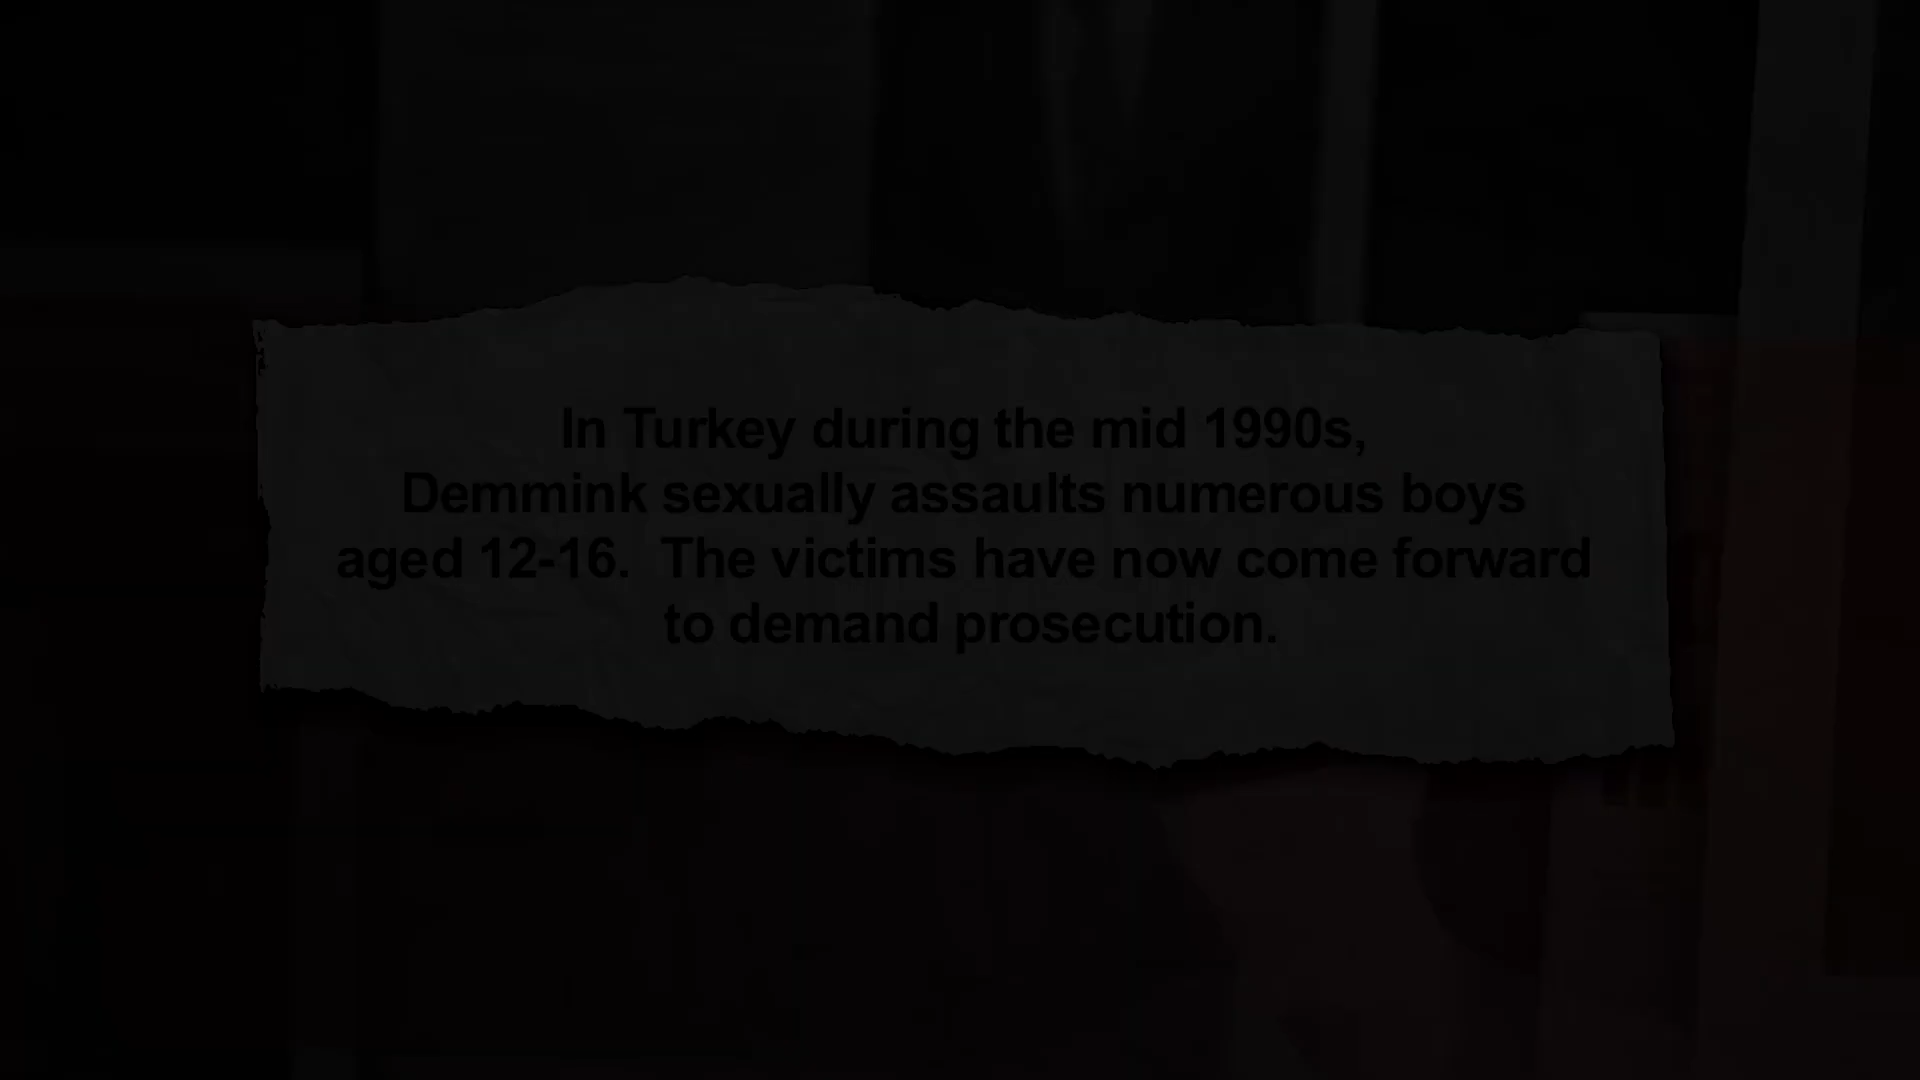 In Turkey during the mid 1990s,
Demmink sexually assaults numerous boys
aged 12-16.  The victims have now come forward
to demand prosecution.